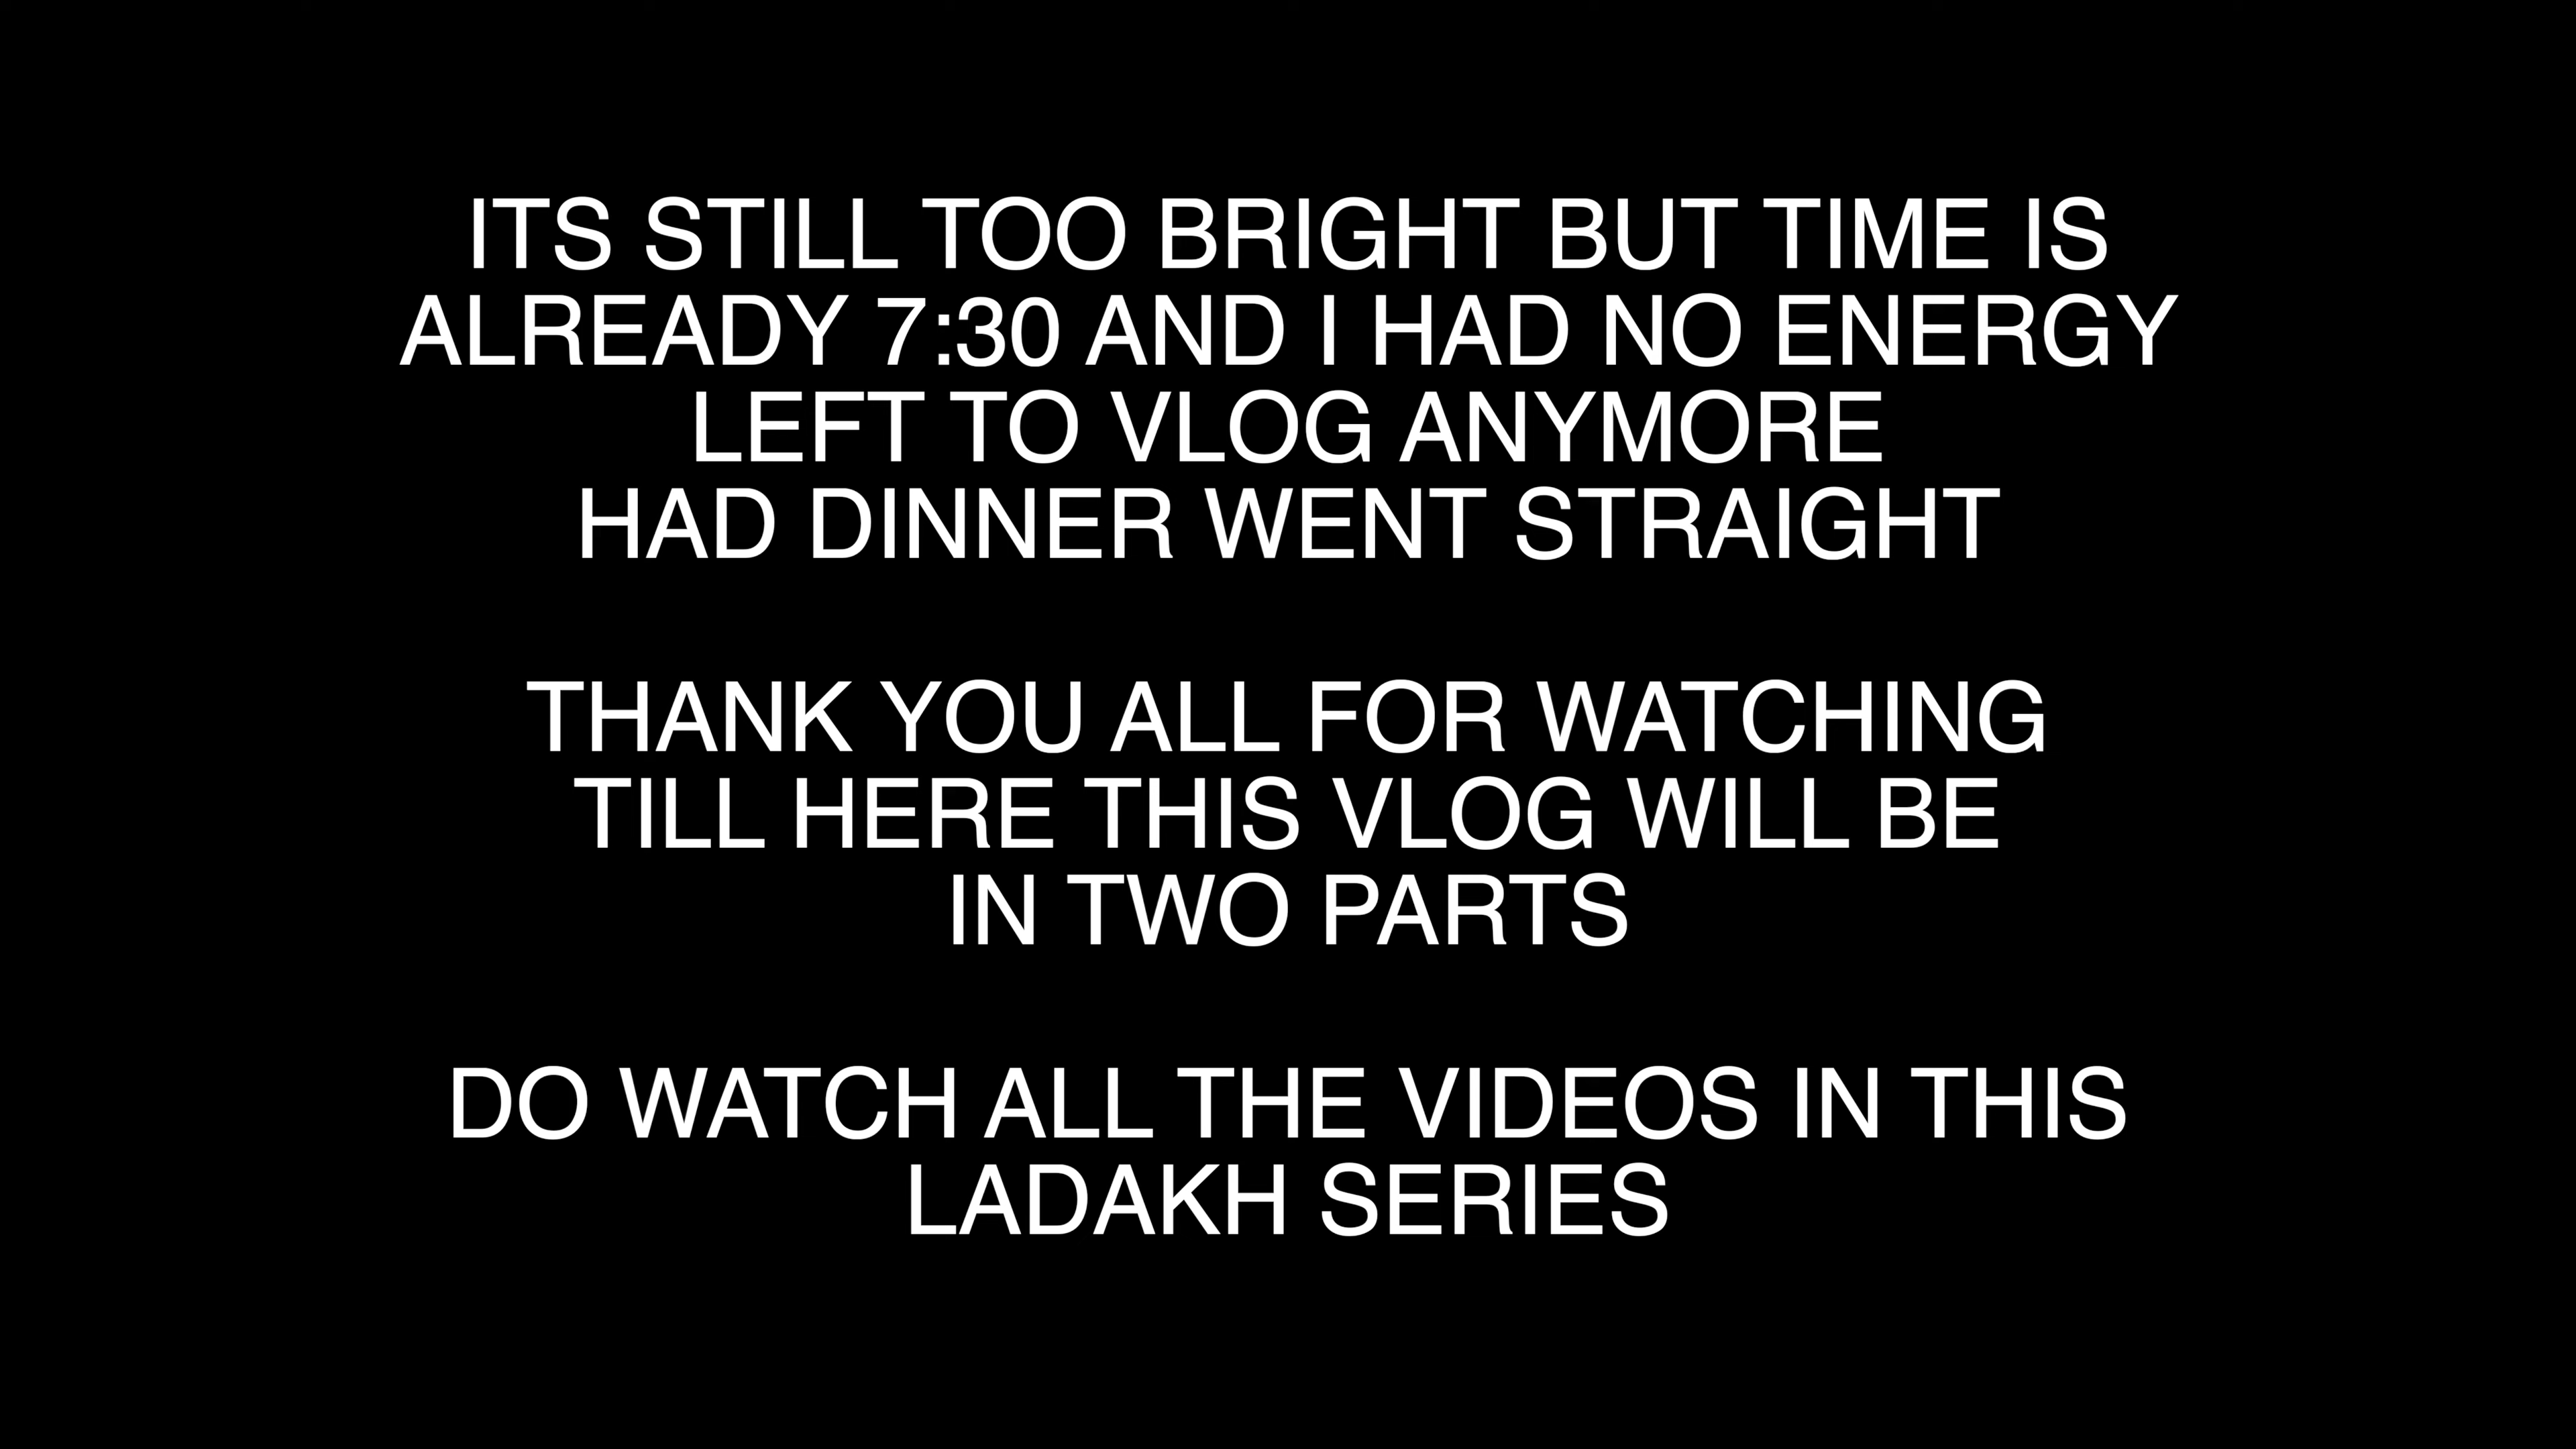 ITS STILL TOO BRIGHT BUT TIME IS
ALREADY 7:30 AND I HAD NO ENERGY
LEFT TO VLOG ANYMORE
HAD DINNER WENT STRAIGHT
THANK YOU ALL FOR WATCHING
TILL HERE THIS VLOG WILL BE
IN TWO PARTS
DO WATCH ALL THE VIDEOS IN THIS
LADAKH SERIES